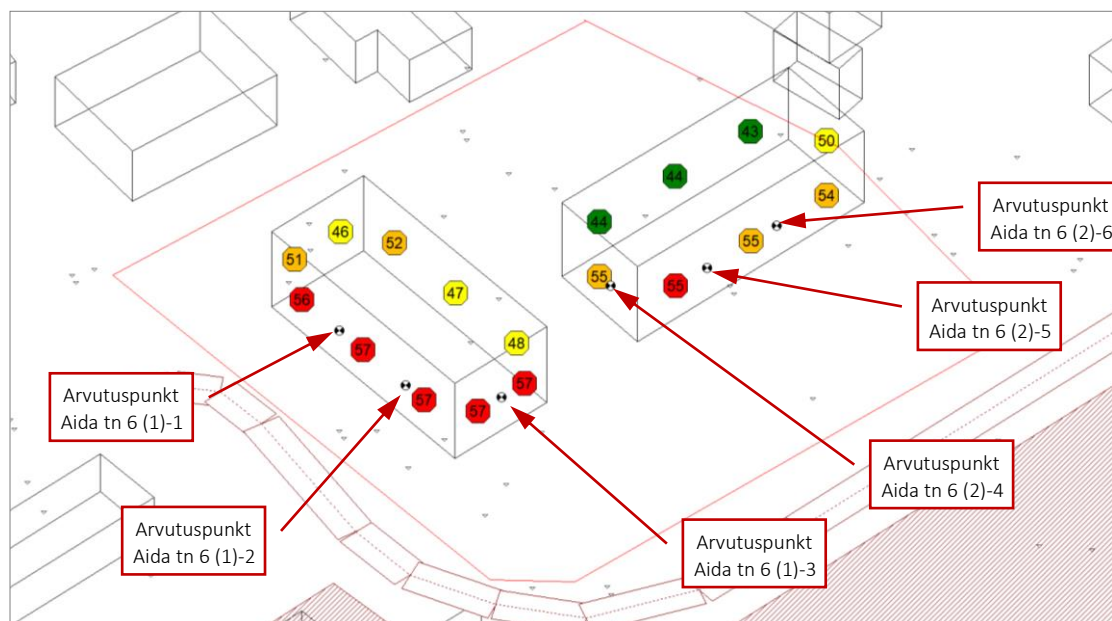 43
50
44
54
44
46
52
51
55
55
55
56
47
48
57
57
57
57
Arvutuspunkt
Aida tn 6 (2)-6
Arvutuspunkt
Aida tn 6 (2)-5
Arvutuspunkt
Aida tn 6 (1)-1
Arvutuspunkt
Aida tn 6 (2)-4
Arvutuspunkt
Aida tn 6 (1)-2
Arvutuspunkt
Aida tn 6 (1)-3